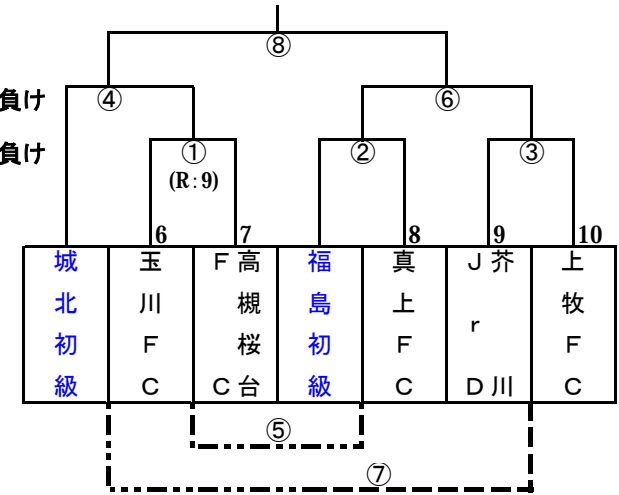 ⑧
負け
④
⑥
負け
①
②
③
(R:9)
6
7
8
9
10
城北初級
玉川FC
高槻桜台FC
福島初級
真上FC
芥川JrD
上牧FC
⑤
⑦